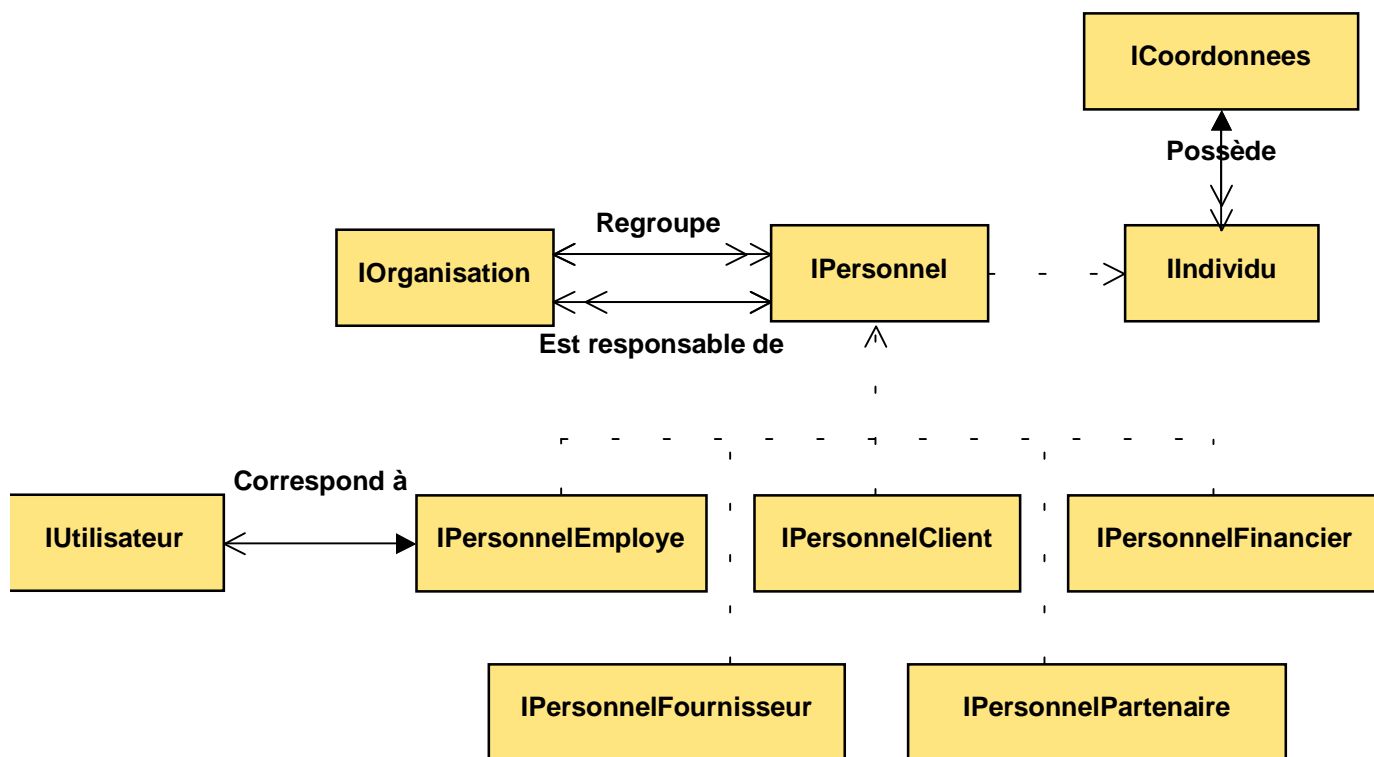 ICoordonnees
Possède
Regroupe
IOrganisation
IPersonnel
IIndividu
Est responsable de
Correspond à
IUtilisateur
IPersonnelEmploye
IPersonnelClient
IPersonnelFinancier
IPersonnelFournisseur
IPersonnelPartenaire